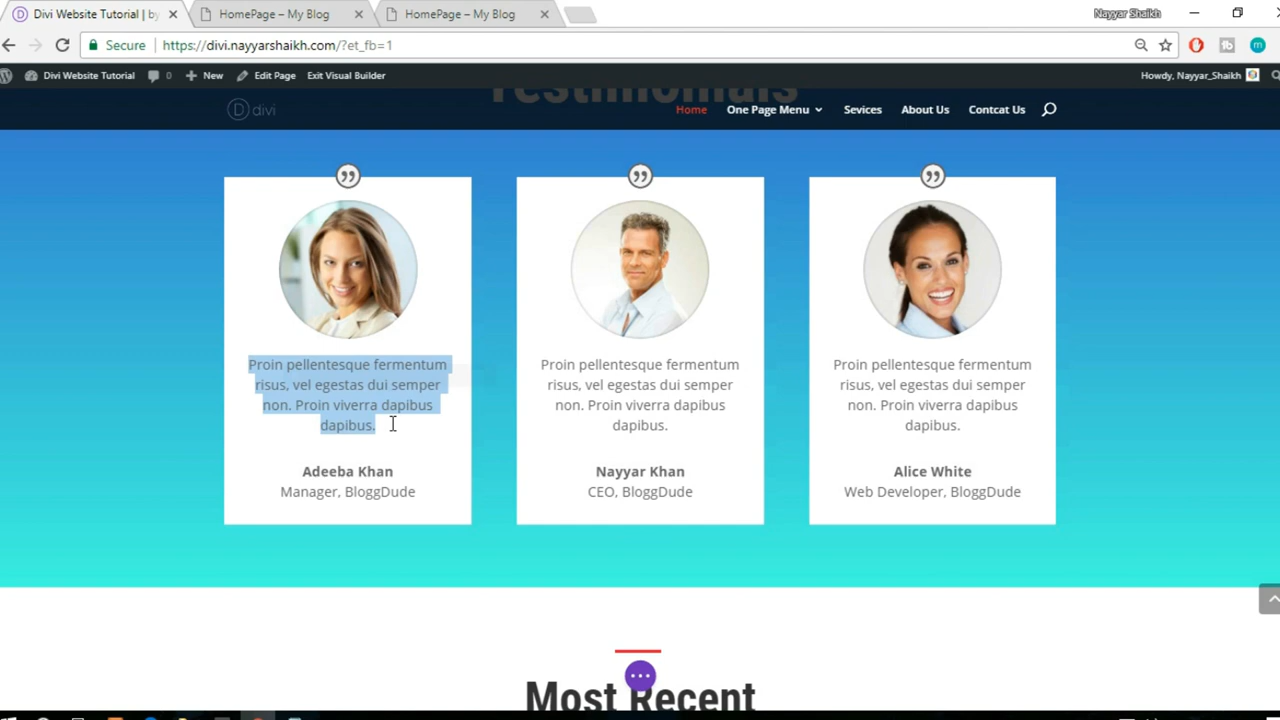 Divi Website Tutorial | by
HomePage – My Blog
HomePage – My Blog
Nayyar Shaikh
Secure
https://divi.nayyarshaikh.com/?et_fb=1
Divi Website Tutorial
0
New
Edit Page
Exit Visual Builder
Howdy, Nayyar_Shaikh
Testimonials
divi
Home
One Page Menu
Sevices
About Us
Contcat Us
Proin pellentesque fermentum
risus, vel egestas dui semper
non. Proin viverra dapibus
dapibus.
Adeeba Khan
Manager, BloggDude
Proin pellentesque fermentum
risus, vel egestas dui semper
non. Proin viverra dapibus
dapibus.
Nayyar Khan
CEO, BloggDude
Proin pellentesque fermentum
risus, vel egestas dui semper
non. Proin viverra dapibus
dapibus.
Alice White
Web Developer, BloggDude
Most Recent